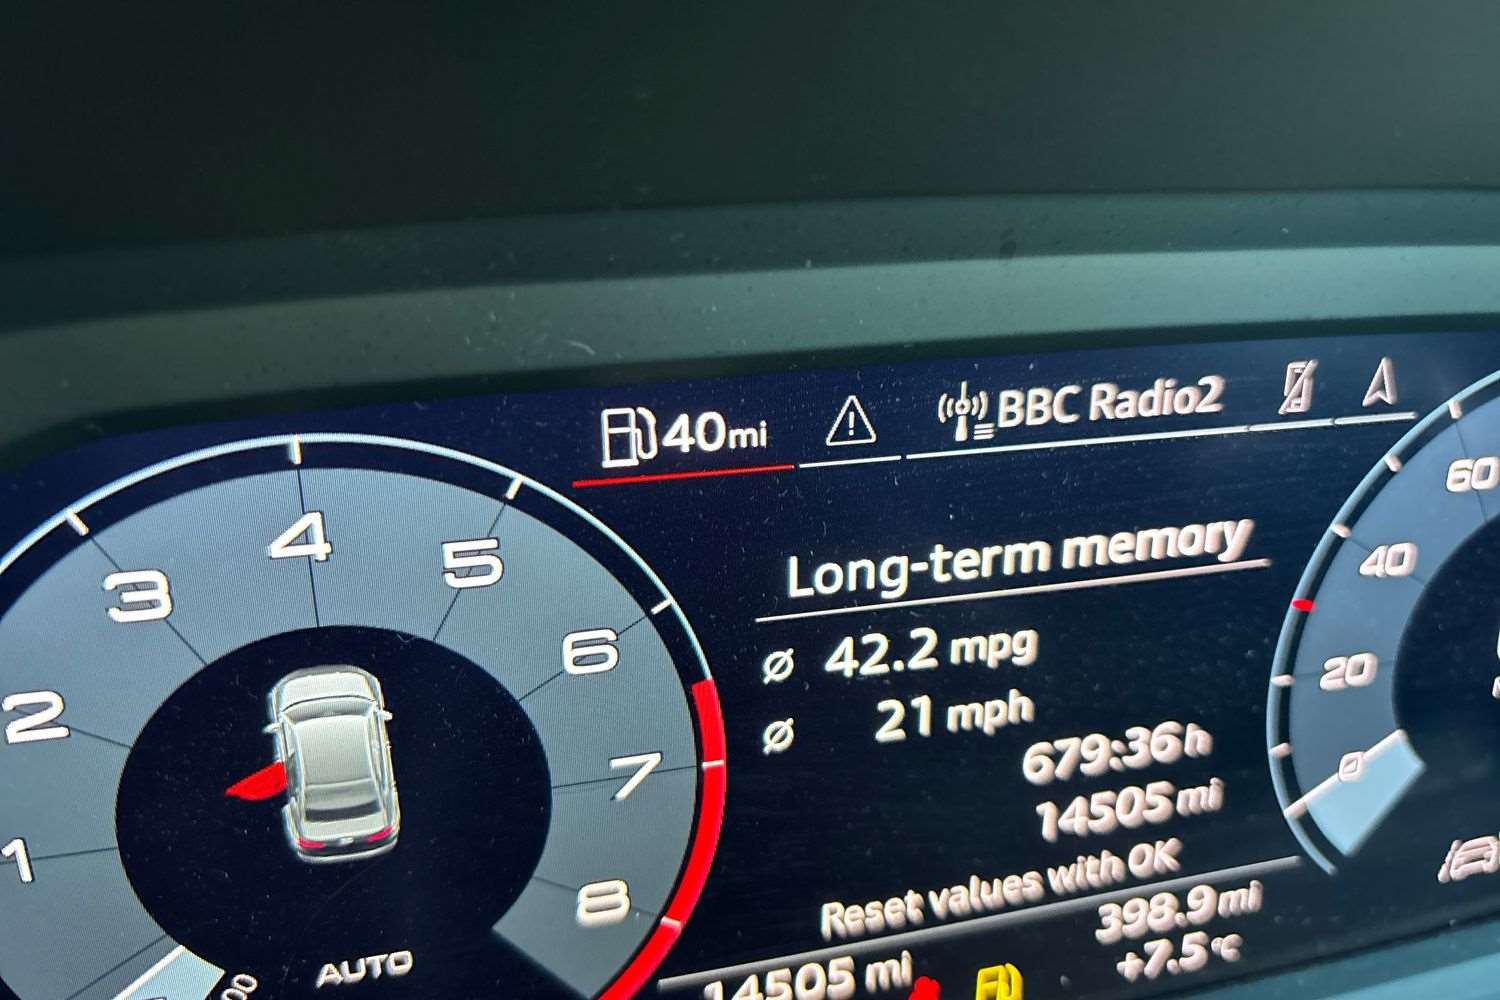 40mi
BBC Radio2
Long-term memory
Ø 42.2 mpg
Ø 21 mph
679:36h
14505mi
Reset values with OK
398.9mi
+7.5°C
14505 mi
1
2
3
4
5
6
7
8
AUTO
0
20
40
60